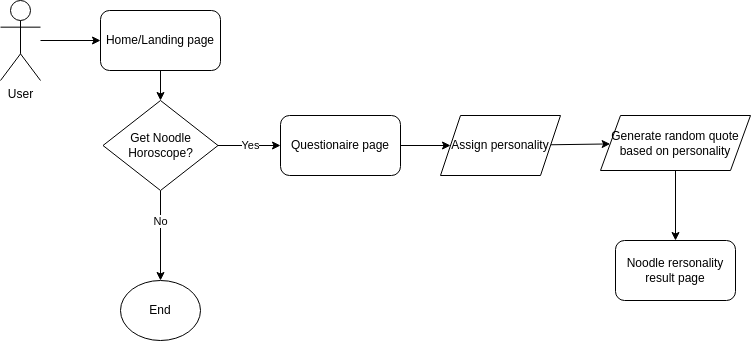 User
Home/Landing page
Get Noodle
Horoscope?
Yes
Questionaire page
Assign personality
Generate random quote
based on personality
No
Noodle rersonality
result page
End